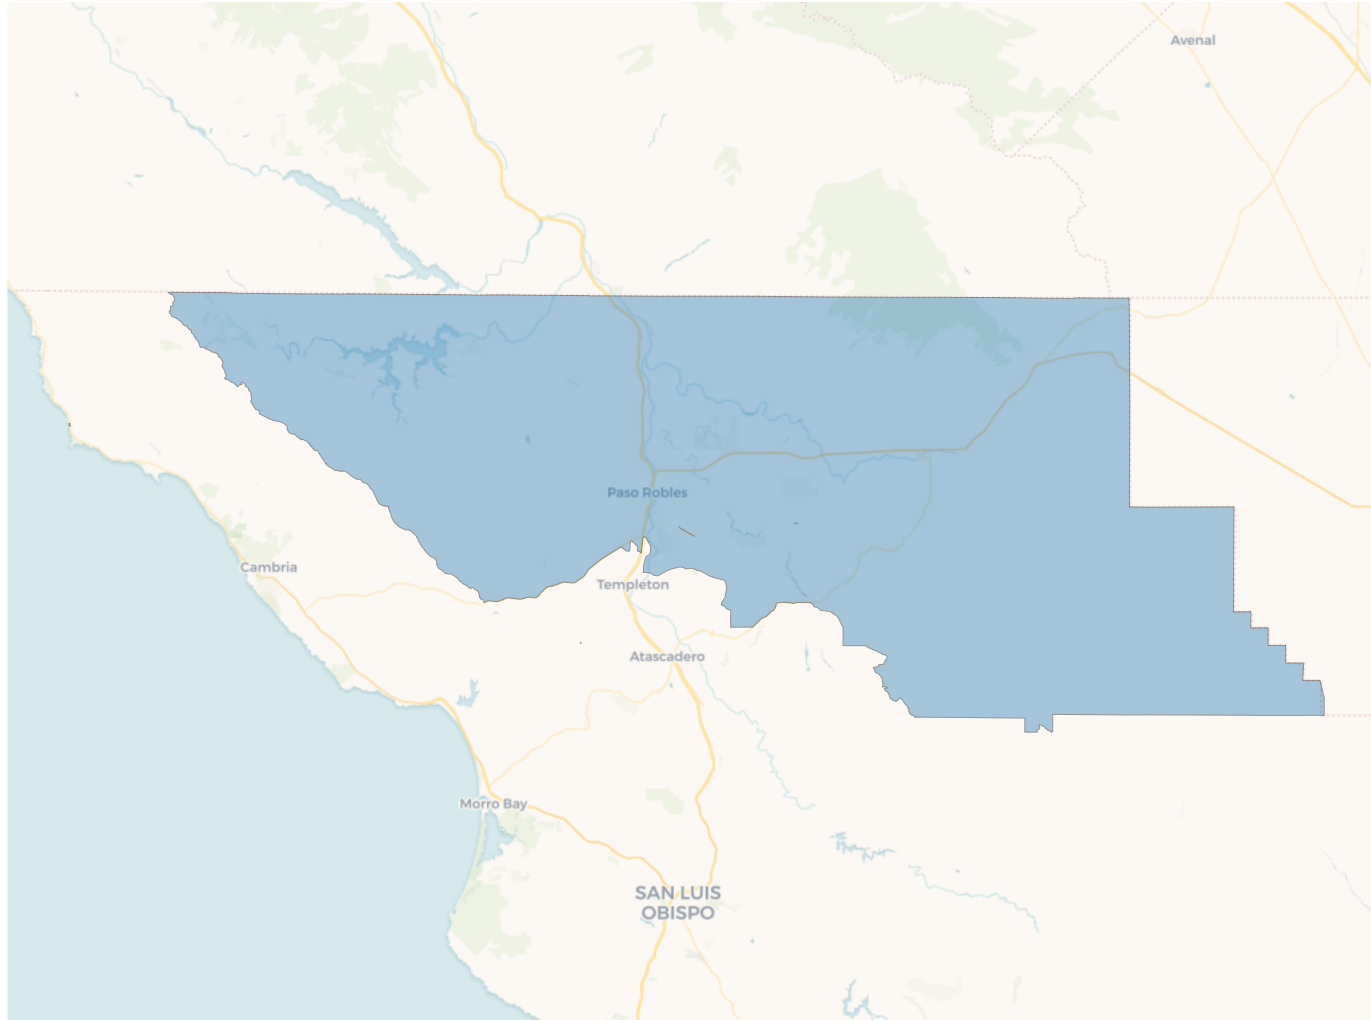 Avenal
Paso Robles
Cambria
Templeton
Atascadero
Morro Bay
SAN LUIS
OBISPO